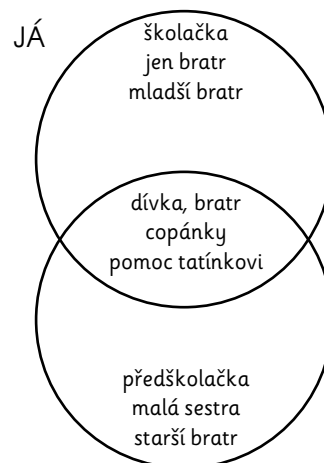 JÁ
školačka
jen bratr
mladší bratr
dívka, bratr
copánky
pomoc tatínkovi
předškolačka
malá sestra
starší bratr